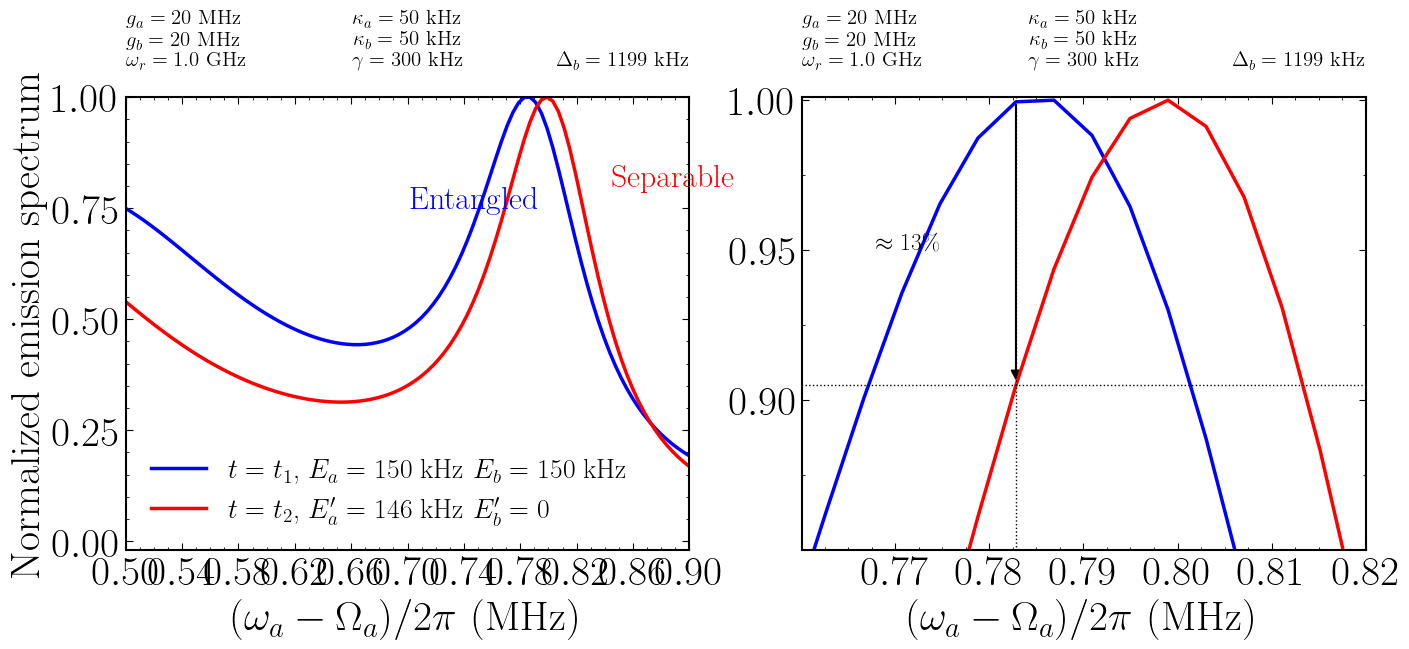 g_a = 20 MHz κ_a = 50 kHz
g_b = 20 MHz κ_b = 50 kHz
ω_r = 1.0 GHz γ = 300 kHz Δ_b = 1199 kHz
g_a = 20 MHz κ_a = 50 kHz
g_b = 20 MHz κ_b = 50 kHz
ω_r = 1.0 GHz γ = 300 kHz Δ_b = 1199 kHz
Normalized emission spectrum
1.00
0.75
0.50
0.25
0.00
Entangled
Separable
t = t_1, E_a = 150 kHz E_b = 150 kHz
t = t_2, E'_a = 146 kHz E'_b = 0
0.50 0.54 0.58 0.62 0.66 0.70 0.74 0.78 0.82 0.86 0.90
(ω_a − Ω_a)/2π (MHz)
1.00
0.95
0.90
≈ 13%
0.77 0.78 0.79 0.80 0.81 0.82
(ω_a − Ω_a)/2π (MHz)